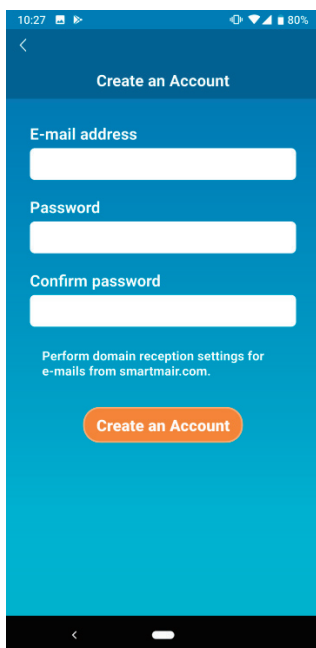 10:27 80%
Create an Account
E-mail address
Password
Confirm password
Perform domain reception settings for
e-mails from smartmair.com.
Create an Account